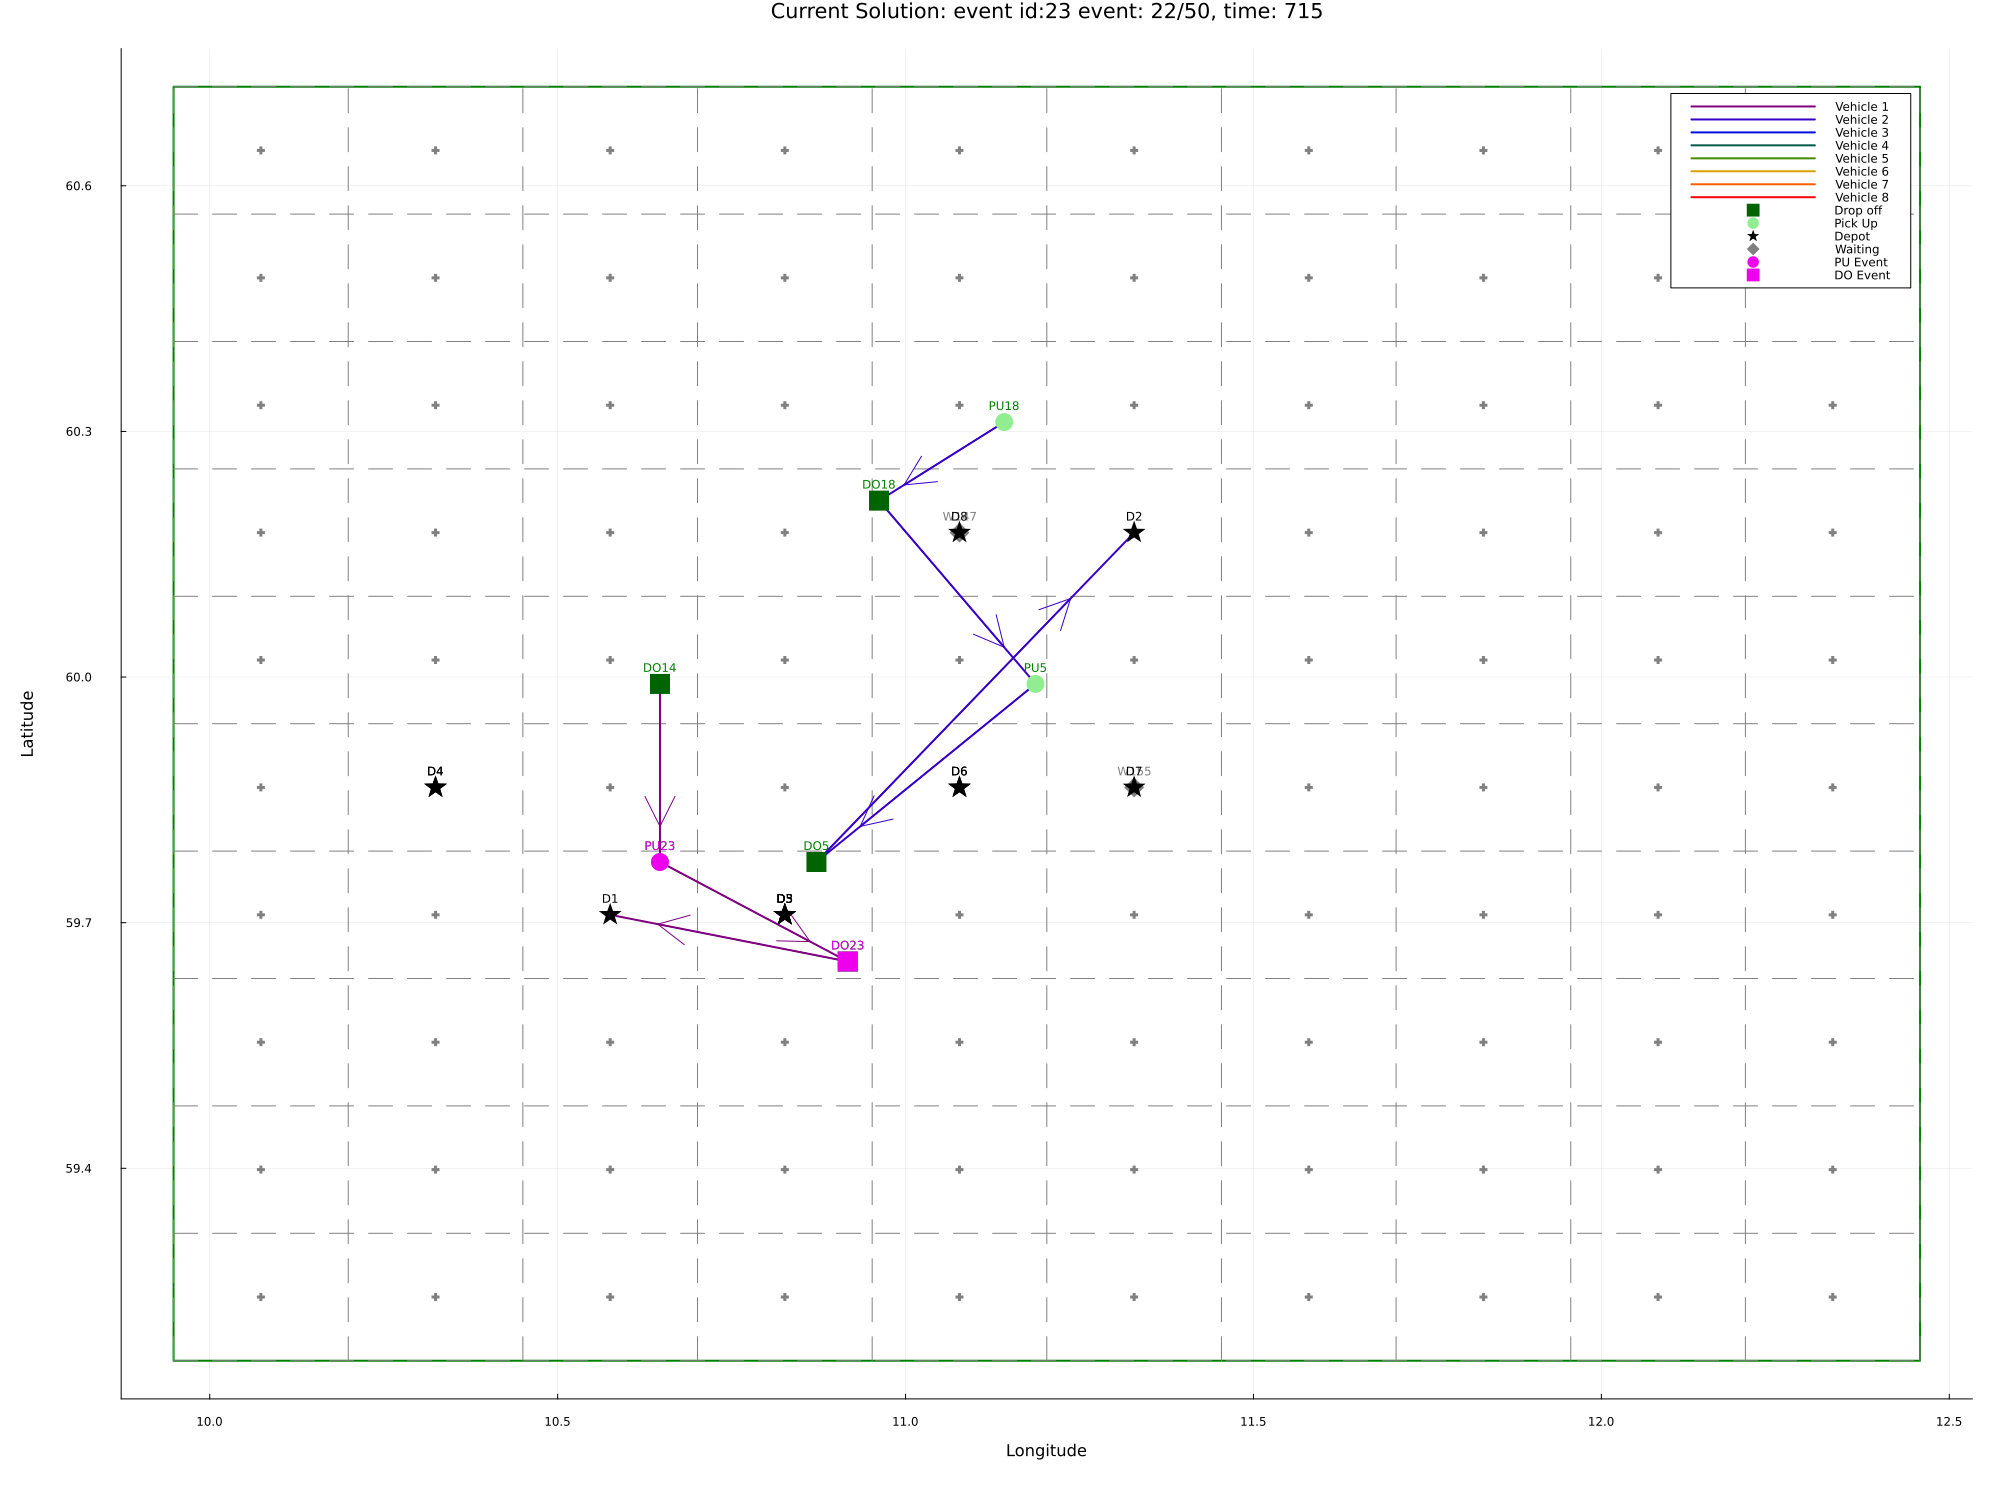 Current Solution: event id:23 event: 22/50, time: 715
Vehicle 1
Vehicle 2
Vehicle 3
Vehicle 4
Vehicle 5
Vehicle 6
Vehicle 7
Vehicle 8
Drop off
Pick Up
Depot
Waiting
PU Event
DO Event
60.6
60.3
60.0
59.7
59.4
Latitude
PU18
DO18
D8
D2
DO14
PU5
D4
D6
D7
PU23
DO5
D1
DO23
10.0
10.5
11.0
11.5
12.0
12.5
Longitude